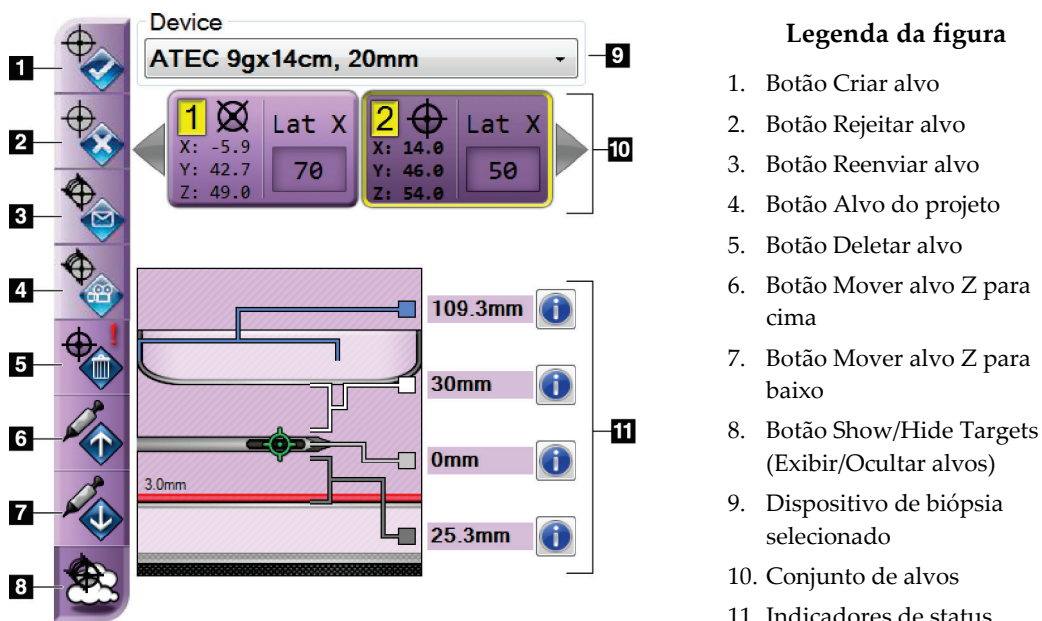 Device
ATEC 9gx14cm, 20mm
1
2
3
4
5
6
7
8
9
10
11
1
Lat X
X: -5.9
Y: 42.7
Z: 49.0
70
2
Lat X
X: 14.0
Y: 46.0
Z: 54.0
50
109.3mm
30mm
0mm
3.0mm
25.3mm
Legenda da figura
1. Botão Criar alvo
2. Botão Rejeitar alvo
3. Botão Reenviar alvo
4. Botão Alvo do projeto
5. Botão Deletar alvo
6. Botão Mover alvo Z para
cima
7. Botão Mover alvo Z para
baixo
8. Botão Show/Hide Targets
(Exibir/Ocultar alvos)
9. Dispositivo de biópsia
selecionado
10. Conjunto de alvos
11. Indicadores de status